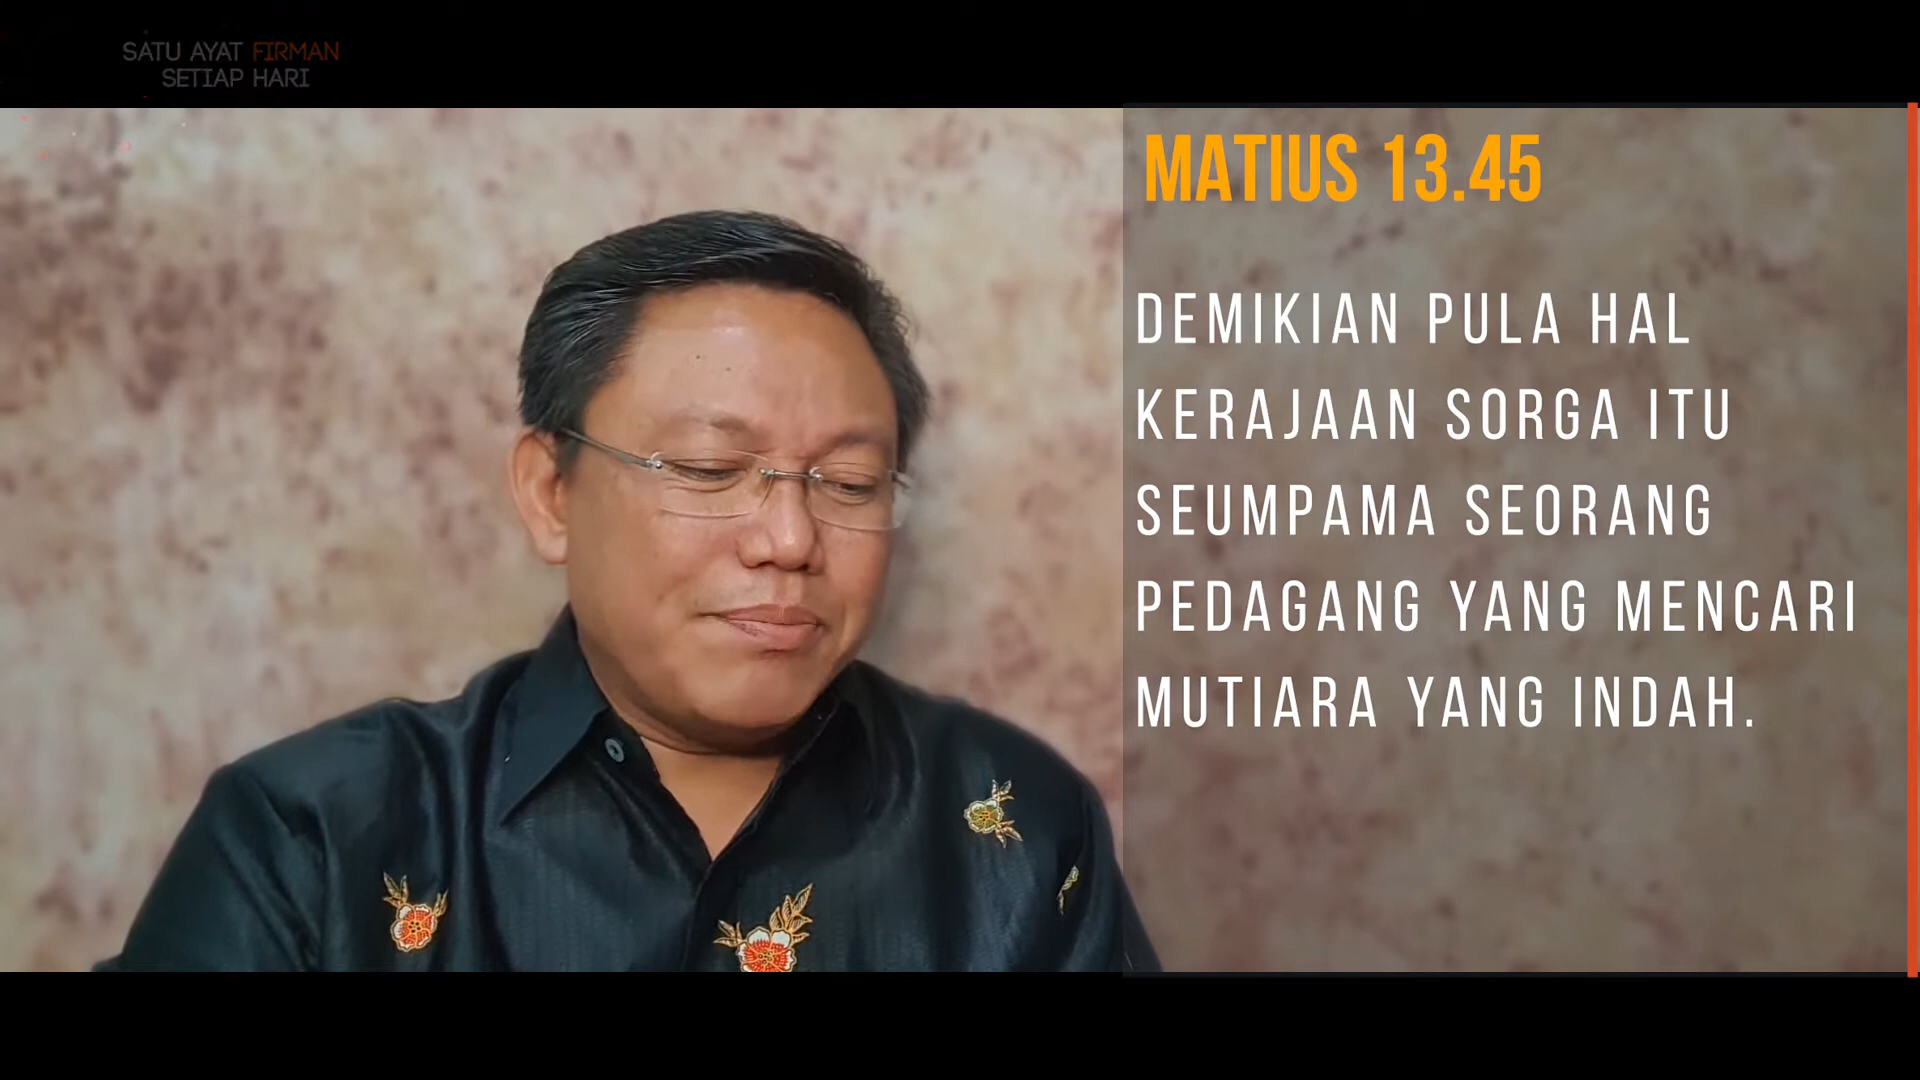 SATU AYAT FIRMAN
SETIAP HARI
MATIUS 13.45
DEMIKIAN PULA HAL
KERAJAAN SORGA ITU
SEUMPAMA SEORANG
PEDAGANG YANG MENCARI
MUTIARA YANG INDAH.